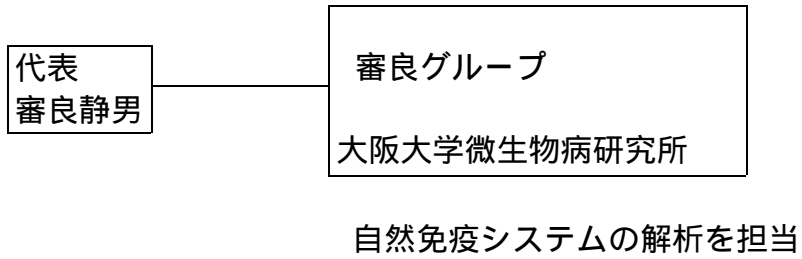 代表
審良静男
審良グループ
大阪大学微生物病研究所
自然免疫システムの解析を担当